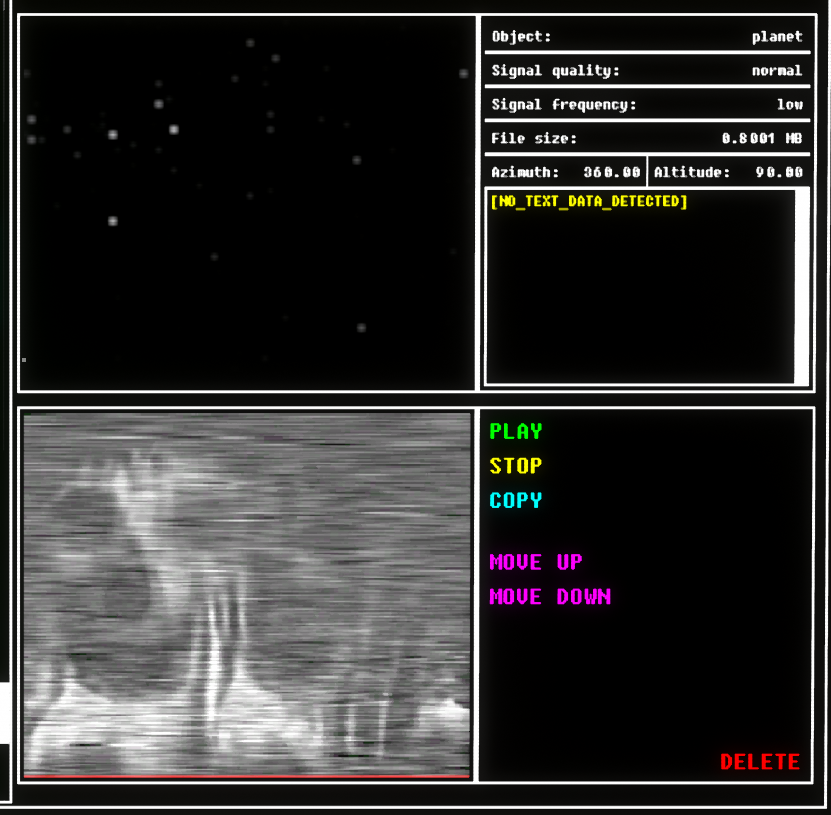 Object: planet
Signal quality: normal
Signal frequency: low
File size: 0.8001 MB
Azimuth: 360.00 Altitude: 90.00
[NO_TEXT_DATA_DETECTED]
PLAY
STOP
COPY
MOVE UP
MOVE DOWN
DELETE